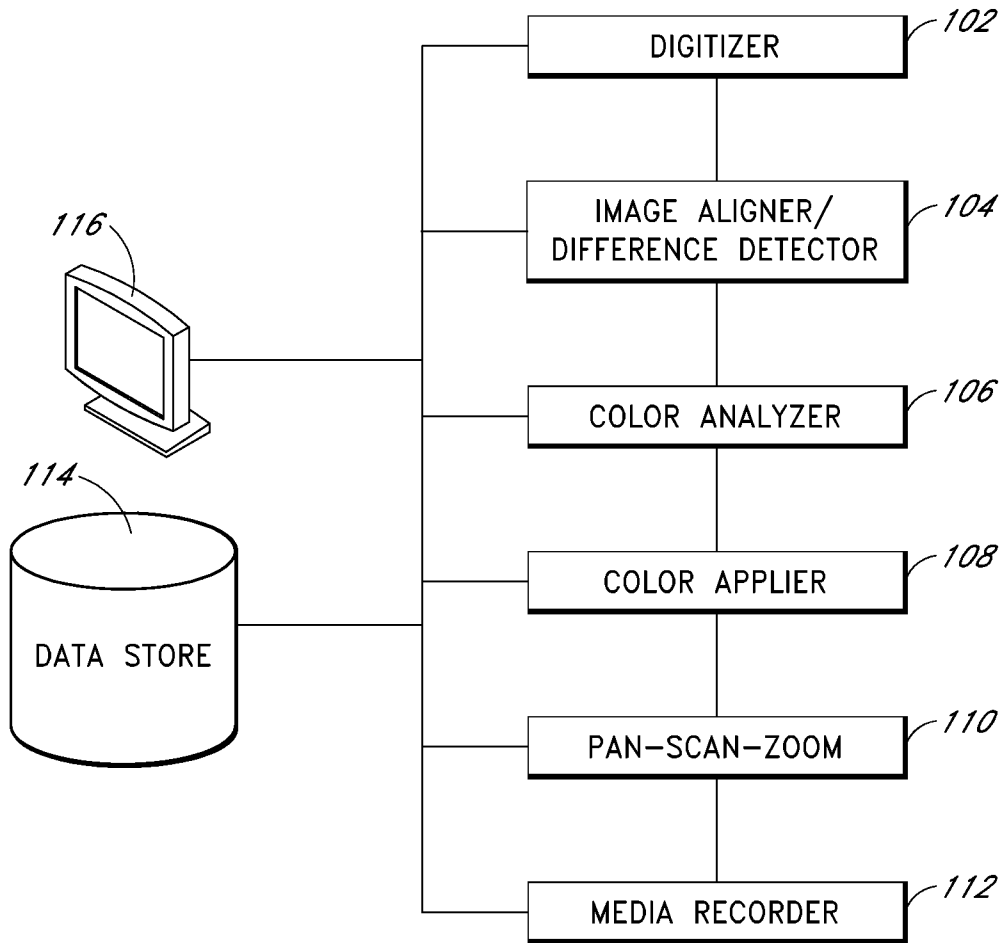 102
DIGITIZER
104
IMAGE ALIGNER/
DIFFERENCE DETECTOR
116
106
COLOR ANALYZER
114
108
COLOR APPLIER
DATA STORE
110
PAN-SCAN-ZOOM
112
MEDIA RECORDER